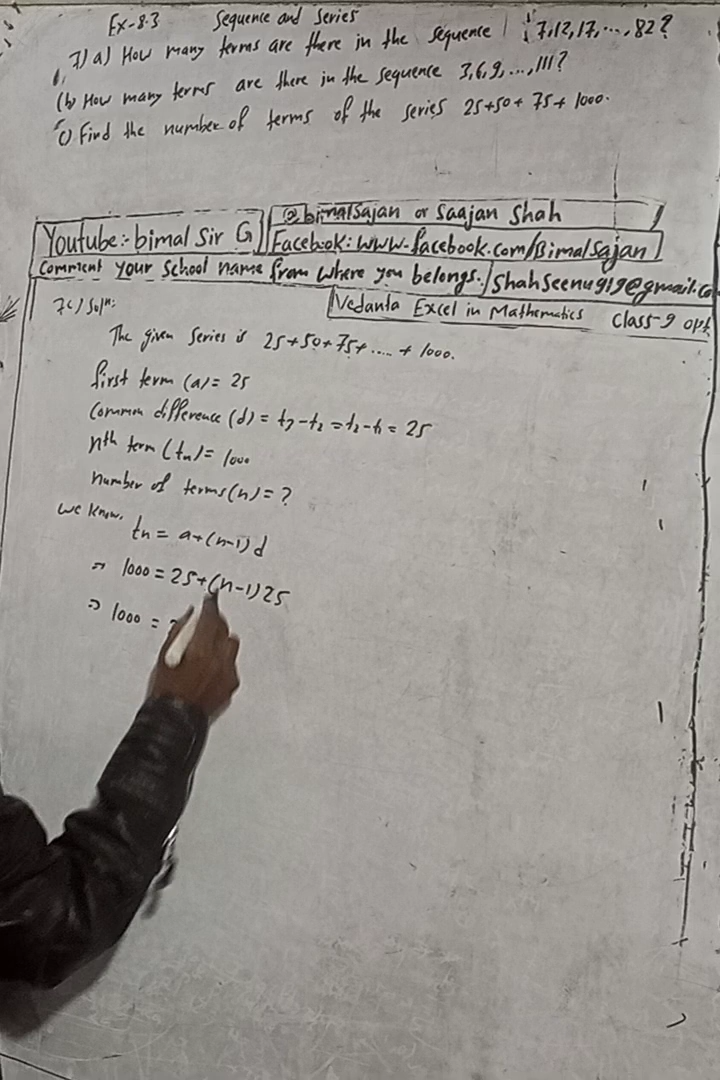 Ex-8.3 Sequence and Series
7) a) How many terms are there in the sequence 7,12,17,..., 82?
(b) How many terms are there in the sequence 3,6,9,...,111?
c) Find the number of terms of the series 25+50+ 75+ 1000.
@bimalsajan or Saajan Shah
Youtube:- bimal Sir G
Facebook: www.facebook.com/Bimalsajan
Comment your School name from where you belongs./shahseenu919@gmail.co
Vedanta Excel in Mathematics Class-9 opt
7c) Solⁿ:
The given series is 25+50+75+.....+ 1000.
first term (a) = 25
Common difference (d) = t₃-t₂ = t₂-t₁ = 25
nth term (tn) = 1000
number of terms (n) = ?
we know,
tn = a+(n-1)d
⇒ 1000 = 25+(n-1)25
⇒ 1000 =